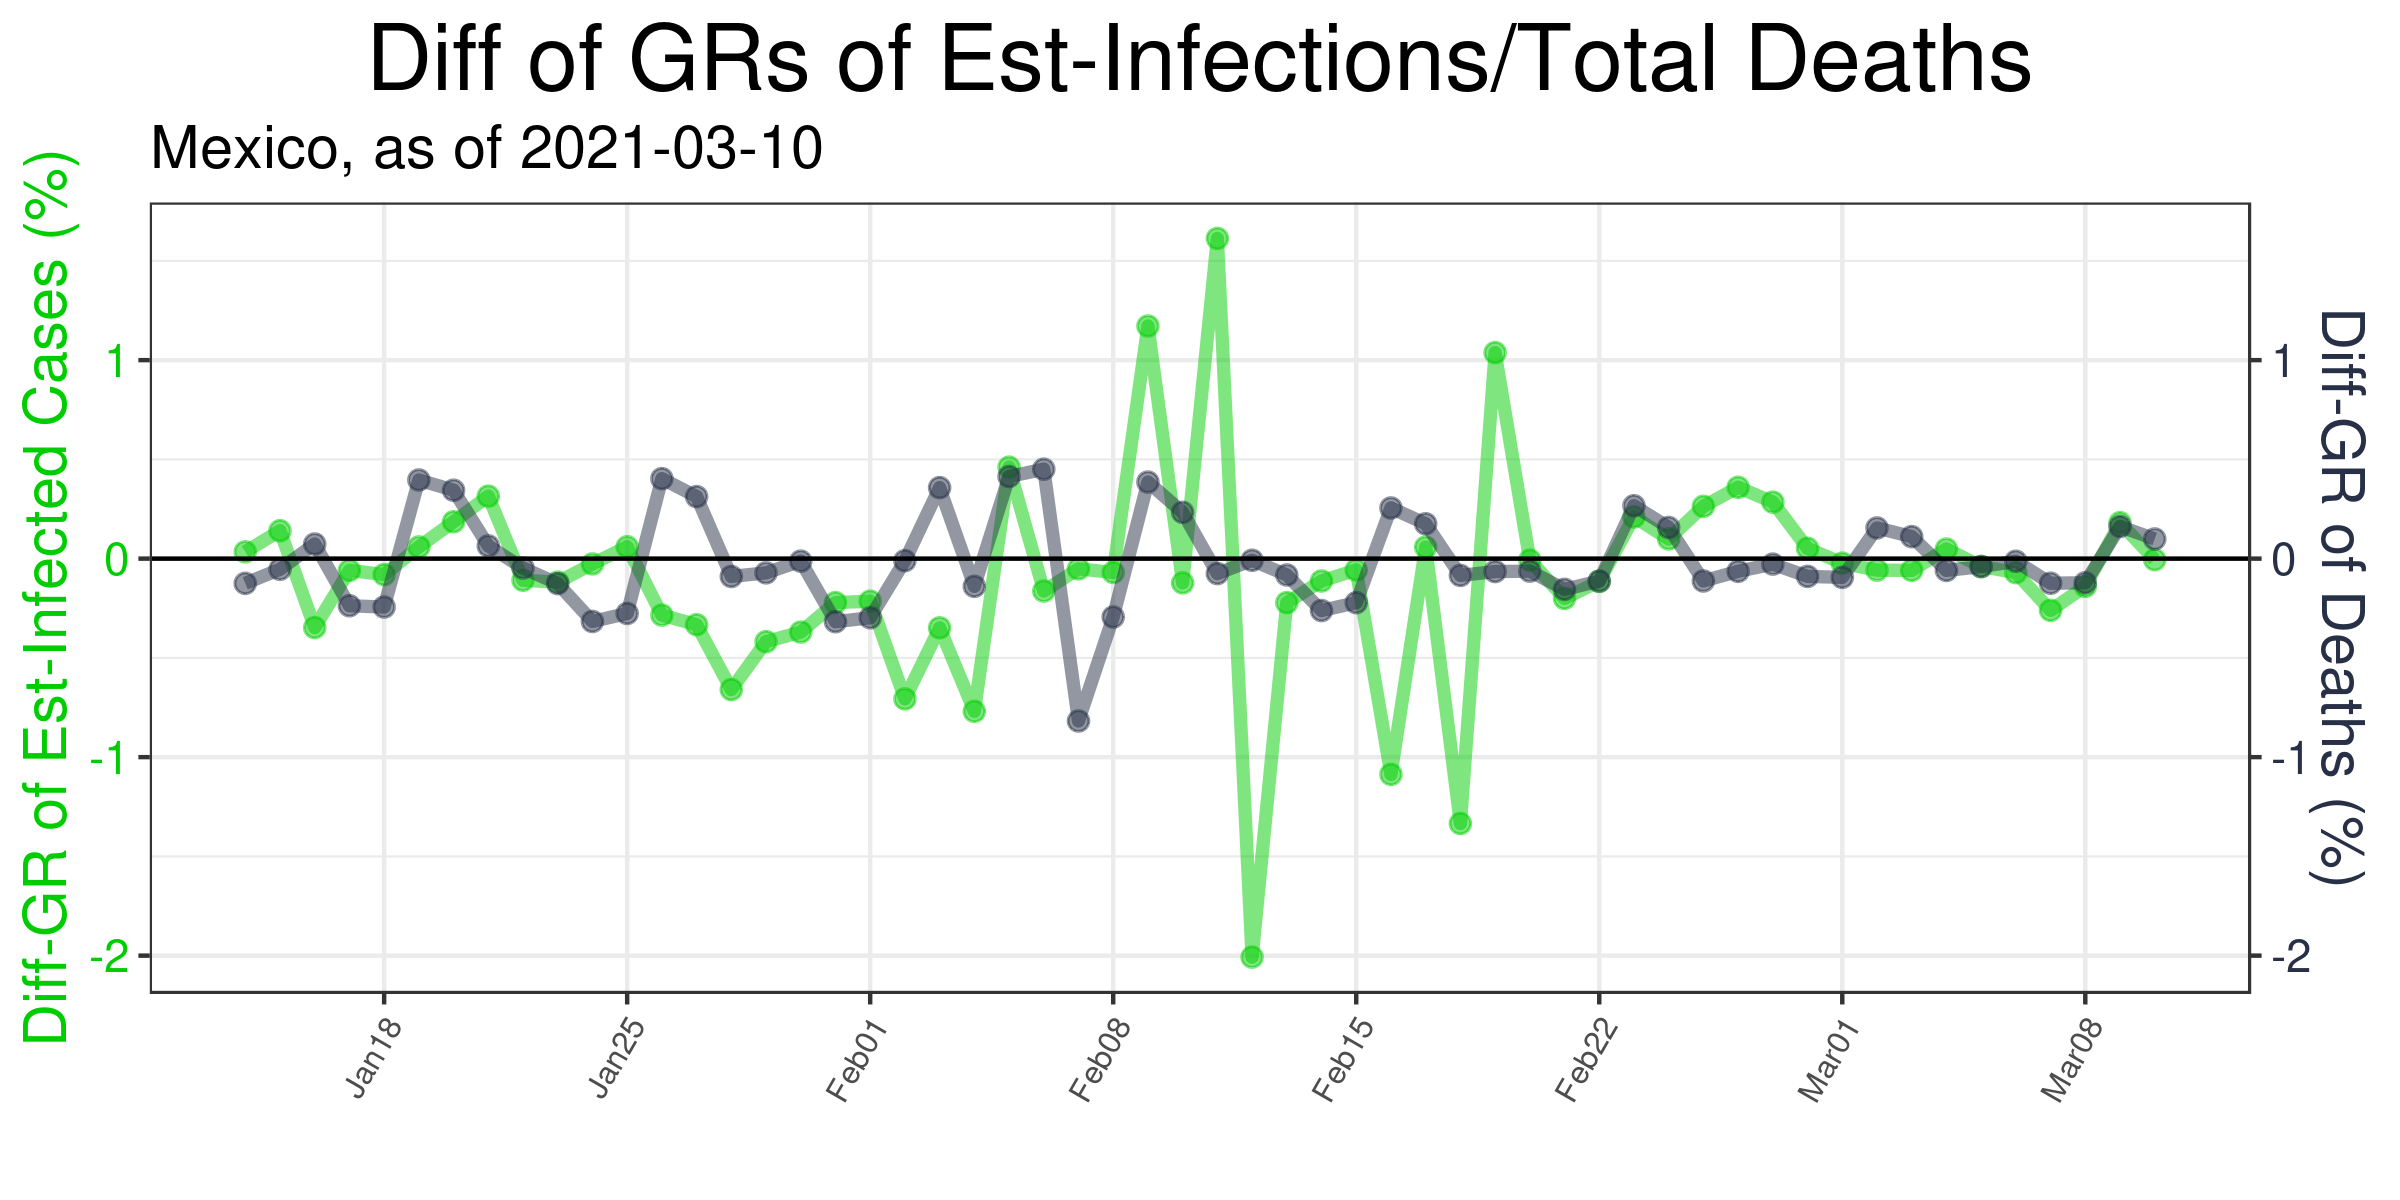 Diff of GRs of Est-Infections/Total Deaths
Mexico, as of 2021-03-10
Diff-GR of Est-Infected Cases (%)
1
0
-1
-2
1
0
-1
-2
Diff-GR of Deaths (%)
Jan18
Jan25
Feb01
Feb08
Feb15
Feb22
Mar01
Mar08